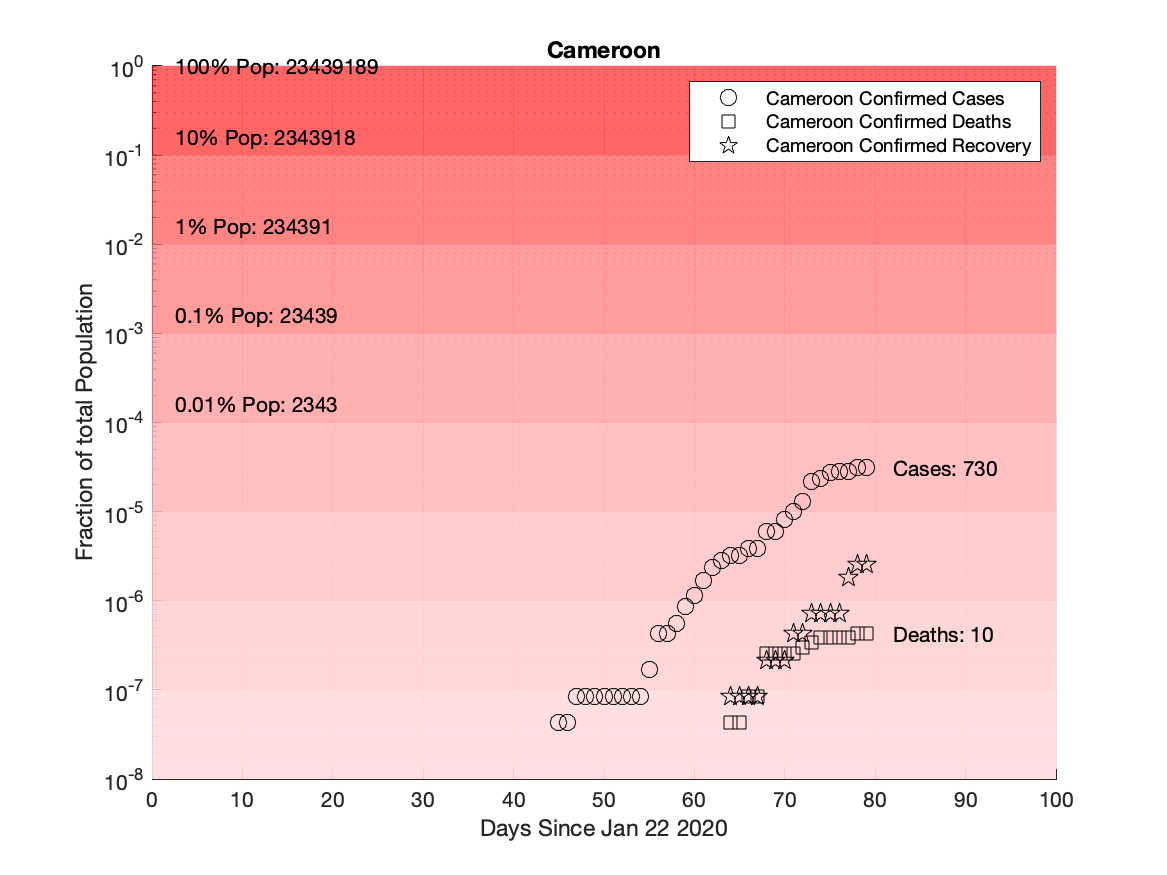 Cameroon
10^0
10^-1
10^-2
10^-3
10^-4
10^-5
10^-6
10^-7
10^-8
Fraction of total Population
100% Pop: 23439189
10% Pop: 2343918
1% Pop: 234391
0.1% Pop: 23439
0.01% Pop: 2343
Cameroon Confirmed Cases
Cameroon Confirmed Deaths
Cameroon Confirmed Recovery
Cases: 730
Deaths: 10
0 10 20 30 40 50 60 70 80 90 100
Days Since Jan 22 2020